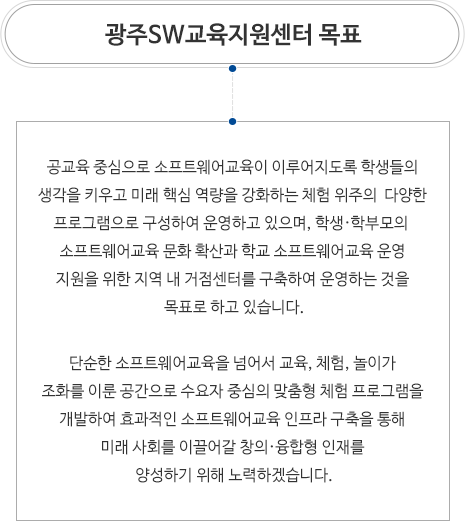 광주SW교육지원센터 목표
공교육 중심으로 소프트웨어교육이 이루어지도록 학생들의
생각을 키우고 미래 핵심 역량을 강화하는 체험 위주의 다양한
프로그램으로 구성하여 운영하고 있으며, 학생·학부모의
소프트웨어교육 문화 확산과 학교 소프트웨어교육 운영
지원을 위한 지역 내 거점센터를 구축하여 운영하는 것을
목표로 하고 있습니다.
단순한 소프트웨어교육을 넘어서 교육, 체험, 놀이가
조화를 이룬 공간으로 수요자 중심의 맞춤형 체험 프로그램을
개발하여 효과적인 소프트웨어교육 인프라 구축을 통해
미래 사회를 이끌어갈 창의·융합형 인재를
양성하기 위해 노력하겠습니다.